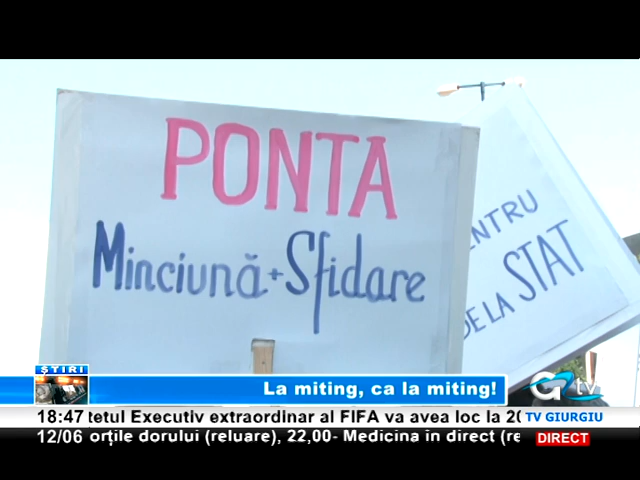 PONTA
Minciună + Sfidare
ENTRU
DE LA STAT
ȘTIRI
La miting, ca la miting!
G tv
18:47 tetul Executiv extraordinar al FIFA va avea loc la 20
TV GIURGIU
12/06 orțile dorului (reluare), 22,00- Medicina in direct (re
DIRECT